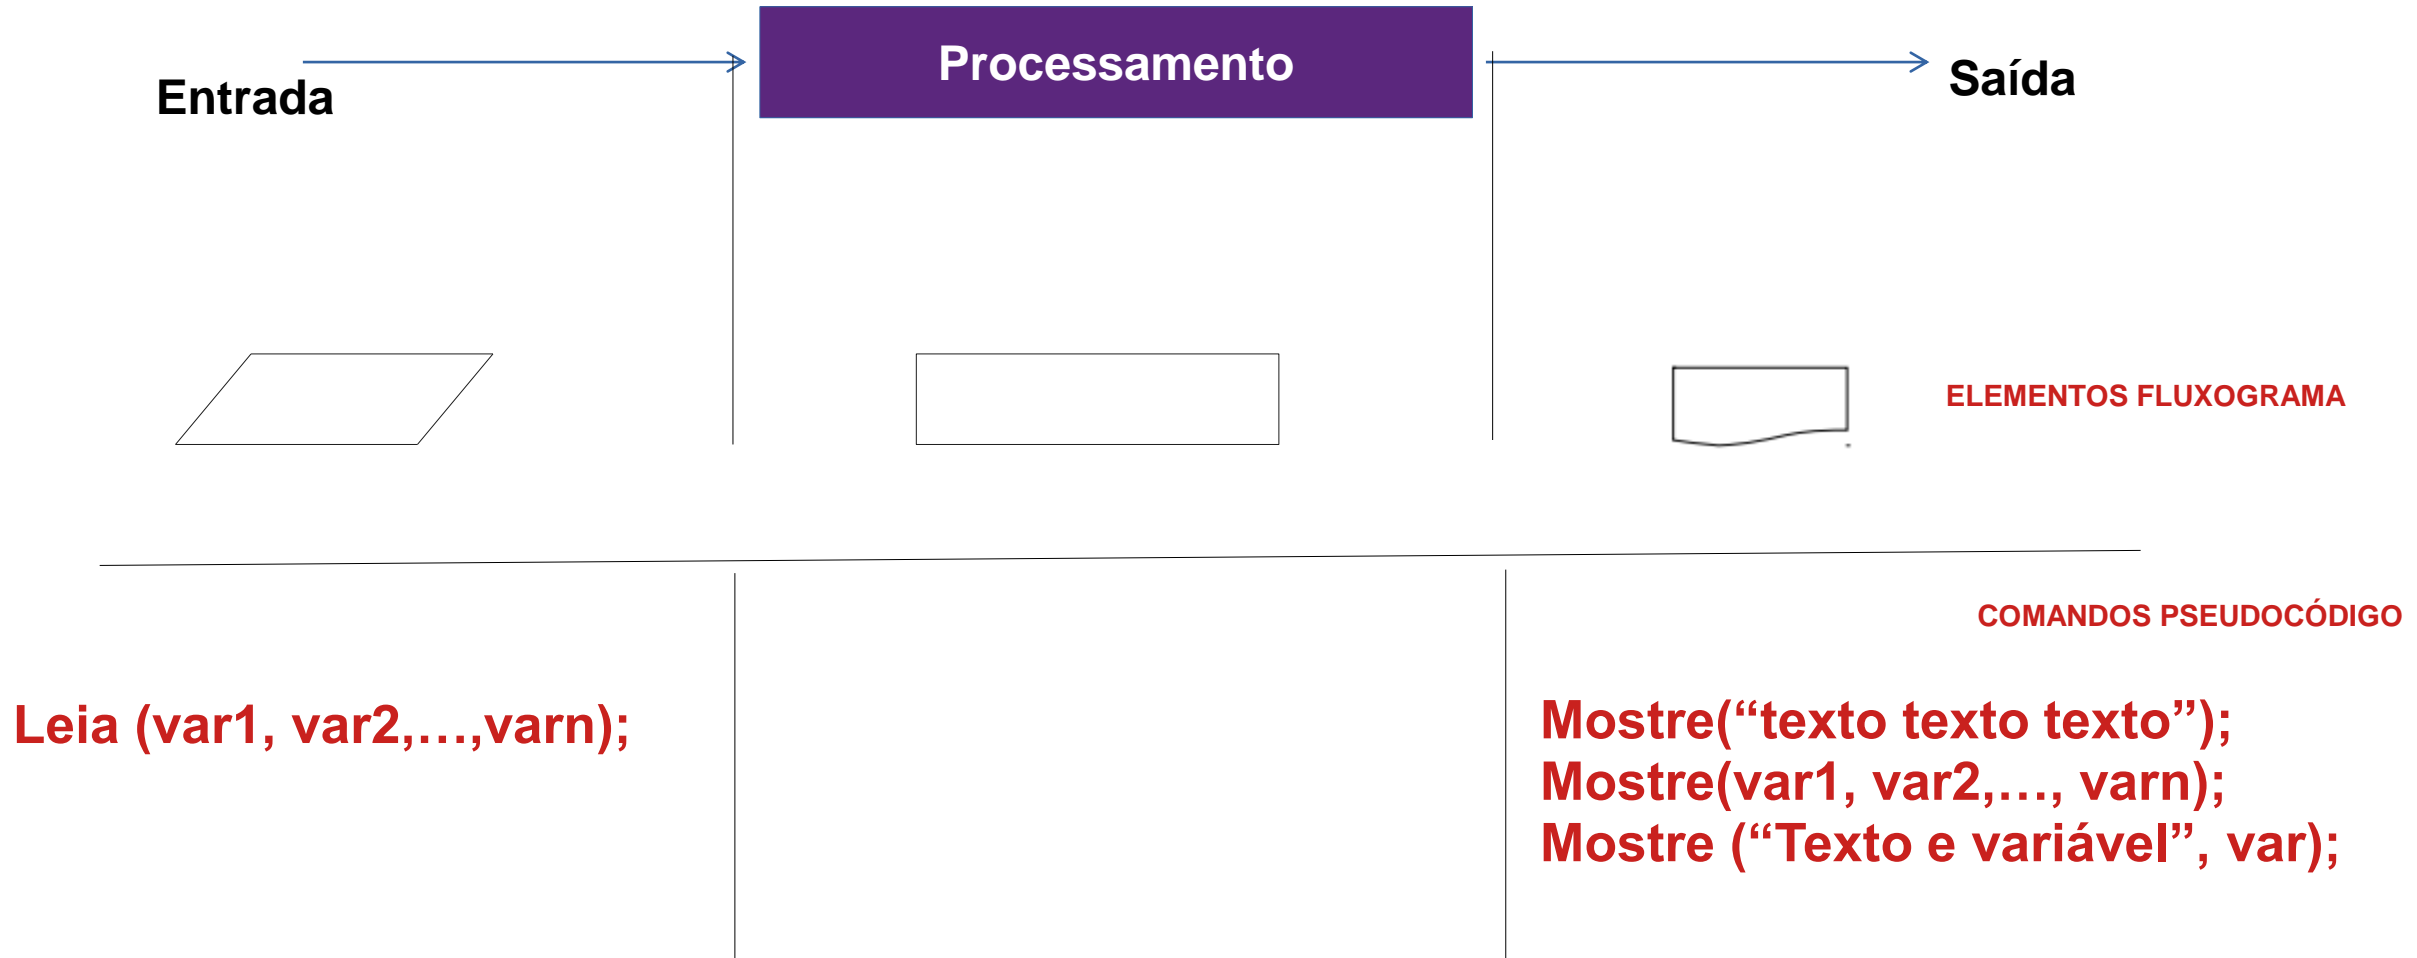 Entrada
Processamento
Saída
ELEMENTOS FLUXOGRAMA
COMANDOS PSEUDOCÓDIGO
Leia (var1, var2,…,varn);
Mostre(“texto texto texto”);
Mostre(var1, var2,…, varn);
Mostre (“Texto e variável”, var);